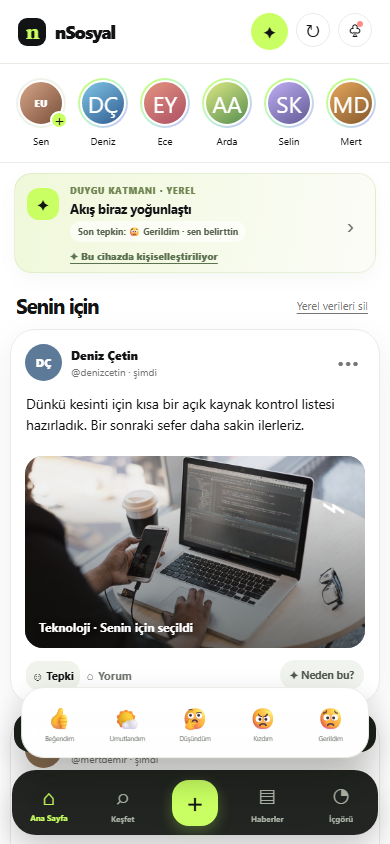 n nSosyal
EU DÇ EY AA SK MD
Sen Deniz Ece Arda Selin Mert
DUYGU KATMANI · YEREL
Akış biraz yoğunlaştı
Son tepkin: 😟 Gerildim · sen belirttin
✦ Bu cihazda kişiselleştiriliyor
Senin için
Yerel verileri sil
DÇ Deniz Çetin
@denizcetin · şimdi
Dünkü kesinti için kısa bir açık kaynak kontrol listesi
hazırladık. Bir sonraki sefer daha sakin ilerleriz.
Teknoloji · Senin için seçildi
Tepki Yorum ✦ Neden bu?
Beğendim Umutlandım Düşündüm Kızdım Gerildim
@mertdemir · şimdi
Ana Sayfa Keşfet + Haberler İçgörü